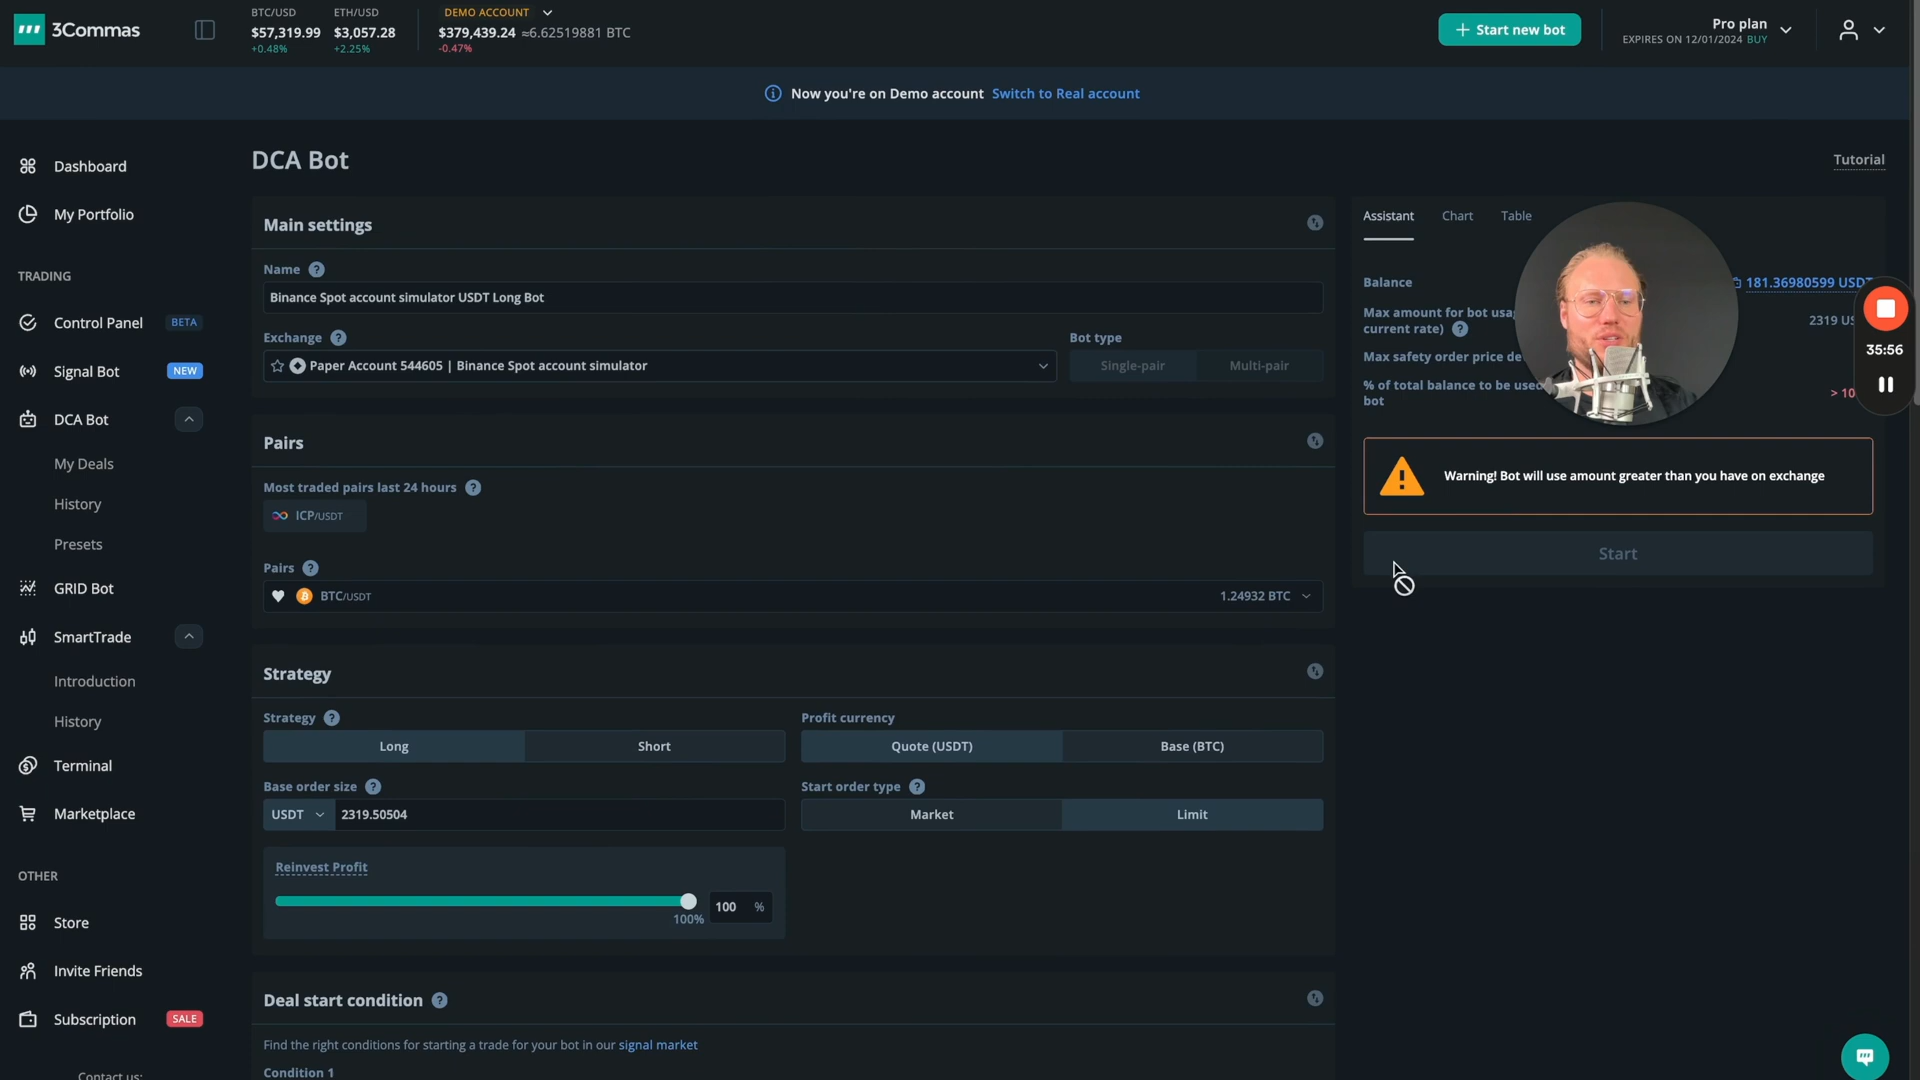 3Commas
BTC/USD
$57,319.99
+0.48%
ETH/USD
$3,057.28
+2.25%
DEMO ACCOUNT
$379,439.24 ≈6.62519881 BTC
-0.47%
+ Start new bot
Pro plan
EXPIRES ON 12/01/2024 BUY
Now you're on Demo account Switch to Real account
Dashboard
My Portfolio
TRADING
Control Panel BETA
Signal Bot NEW
DCA Bot
My Deals
History
Presets
GRID Bot
SmartTrade
Introduction
History
Terminal
Marketplace
OTHER
Store
Invite Friends
Subscription SALE
Contact us:
DCA Bot
Tutorial
Main settings
Name ?
Binance Spot account simulator USDT Long Bot
Exchange ?
Paper Account 544605 | Binance Spot account simulator
Bot type
Single-pair Multi-pair
Pairs
Most traded pairs last 24 hours ?
ICP/USDT
Pairs ?
BTC/USDT 1.24932 BTC
Strategy
Strategy ?
Long Short
Profit currency
Quote (USDT) Base (BTC)
Base order size ?
USDT 2319.50504
Start order type ?
Market Limit
Reinvest Profit
100%
100 %
Deal start condition ?
Find the right conditions for starting a trade for your bot in our signal market
Condition 1
Assistant Chart Table
Balance 181.36980599 USDT
Max amount for bot
current rate) ? 2319
Max safety order price
% of total balance to be
bot > 10
Warning! Bot will use amount greater than you have on exchange
Start
35:56